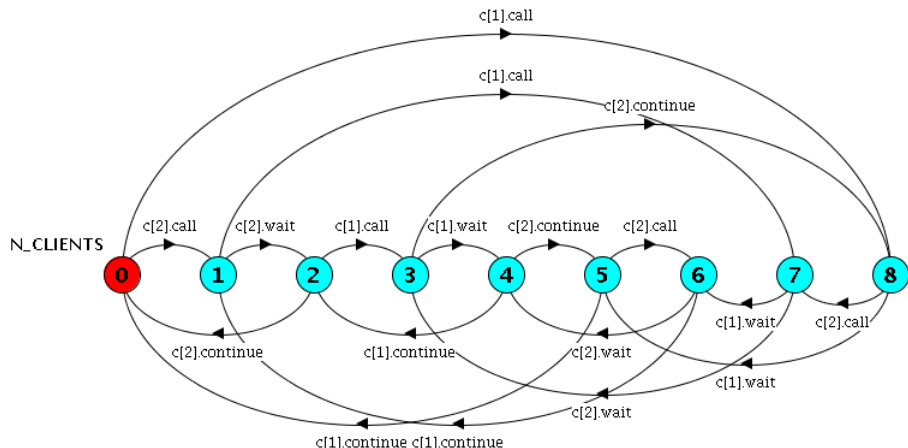 c[1].call
c[1].call
c[2].continue
c[2].call
c[2].wait
c[1].call
c[1].wait
c[2].continue
c[2].call
N_CLIENTS
0
1
2
3
4
5
6
7
8
c[1].wait
c[2].call
c[2].continue
c[1].continue
c[2].wait
c[1].wait
c[2].wait
c[1].continue
c[1].continue